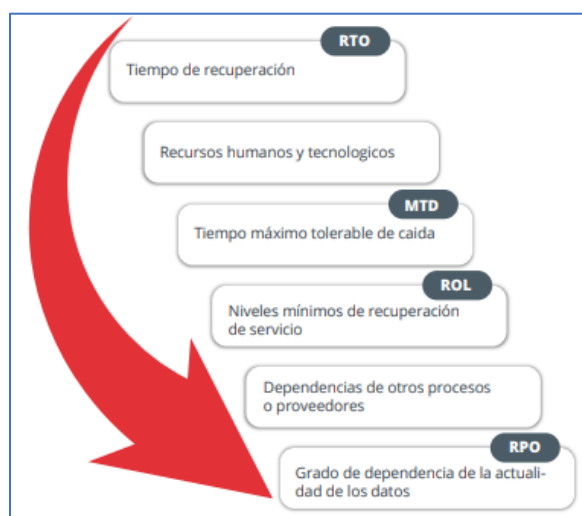 RTO
Tiempo de recuperación
Recursos humanos y tecnologicos
MTD
Tiempo máximo tolerable de caida
ROL
Niveles mínimos de recuperación
de servicio
Dependencias de otros procesos
o proveedores
RPO
Grado de dependencia de la actuali-
dad de los datos